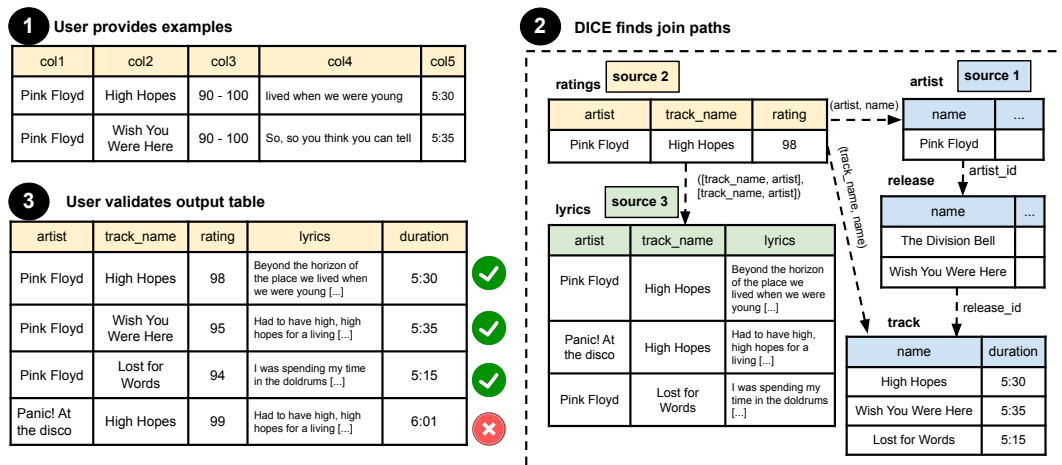 1 User provides examples
col1 col2 col3 col4 col5
Pink Floyd High Hopes 90 - 100 lived when we were young 5:30
Pink Floyd Wish You Were Here 90 - 100 So, so you think you can tell 5:35
3 User validates output table
artist track_name rating lyrics duration
Pink Floyd High Hopes 98 Beyond the horizon of the place we lived when we were young [...] 5:30
Pink Floyd Wish You Were Here 95 Had to have high, high hopes for a living [...] 5:35
Pink Floyd Lost for Words 94 I was spending my time in the doldrums [...] 5:15
Panic! At the disco High Hopes 99 Had to have high, high hopes for a living [...] 6:01
2 DICE finds join paths
ratings source 2
artist track_name rating
Pink Floyd High Hopes 98
(artist, name)
artist source 1
name ...
Pink Floyd
artist_id
(track_name, name)
([track_name, artist],
[track_name, artist])
release
name ...
The Division Bell
Wish You Were Here
release_id
lyrics source 3
artist track_name lyrics
Pink Floyd High Hopes Beyond the horizon of the place we lived when we were young [...]
Panic! At the disco High Hopes Had to have high, high hopes for a living [...]
Pink Floyd Lost for Words I was spending my time in the doldrums [...]
track
name duration
High Hopes 5:30
Wish You Were Here 5:35
Lost for Words 5:15